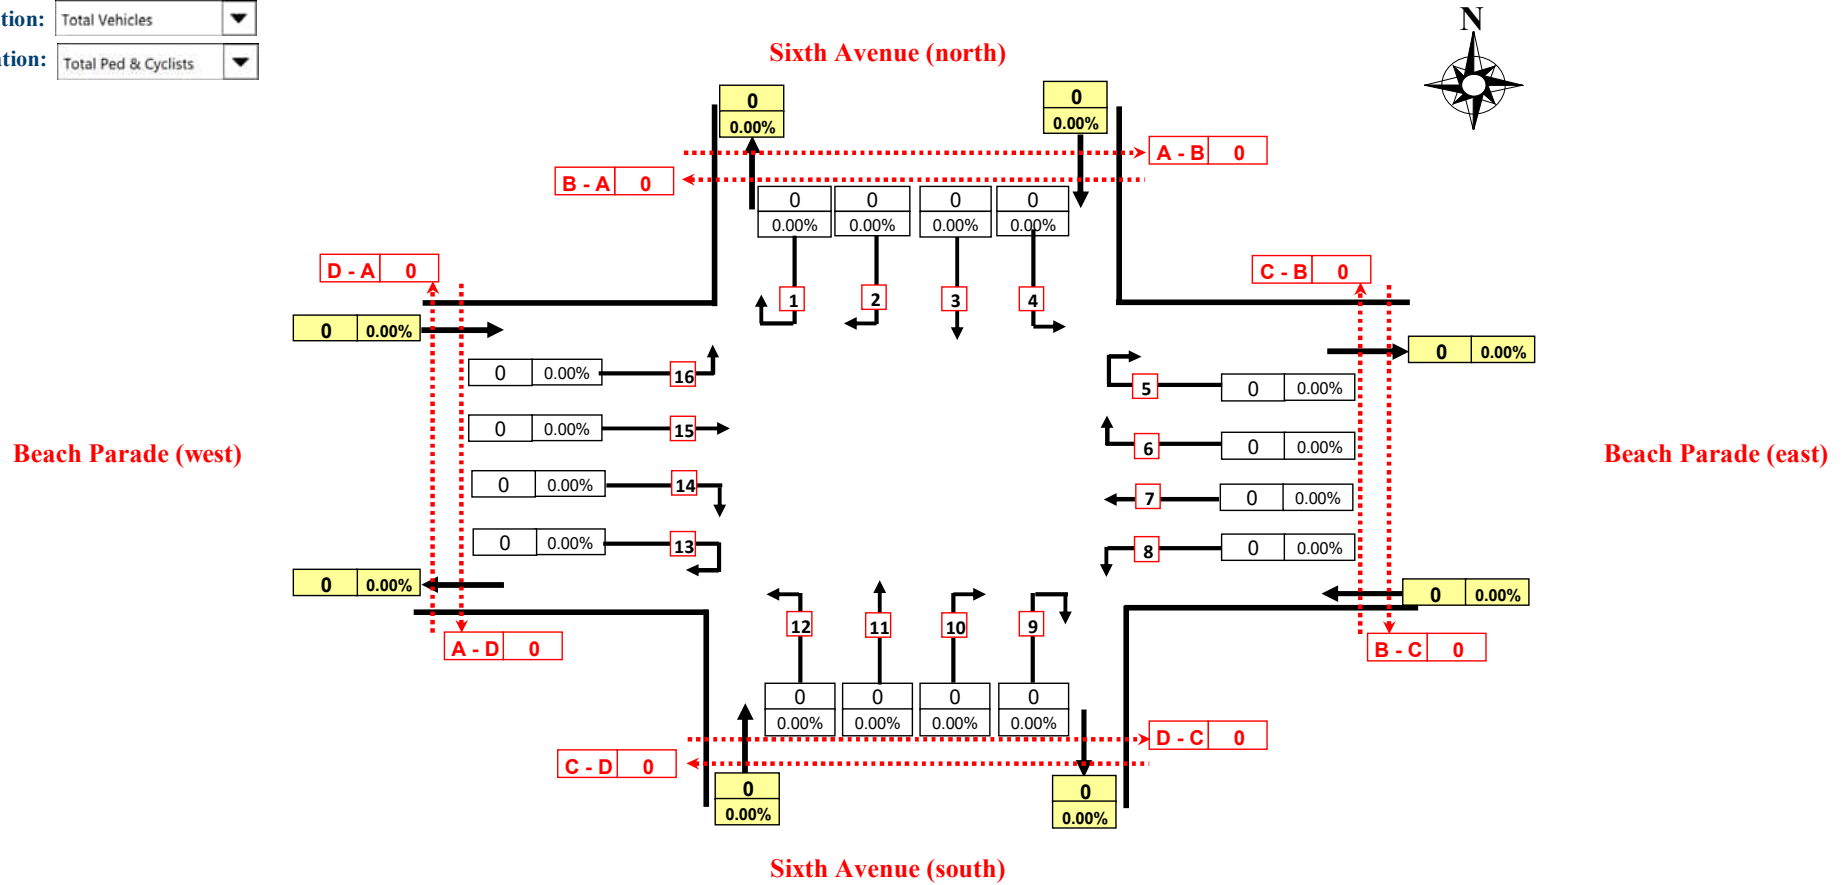 tion: Total Vehicles
ation: Total Ped & Cyclists
N
Sixth Avenue (north)
0
0.00%
0
0.00%
A - B 0
B - A 0
0 0 0 0
0.00% 0.00% 0.00% 0.00%
D - A 0
C - B 0
1 2 3 4
0 0.00%
0 0.00%
0 0.00% 16
5 0 0.00%
0 0.00% 15
6 0 0.00%
Beach Parade (west)
Beach Parade (east)
0 0.00% 14
7 0 0.00%
0 0.00% 13
8 0 0.00%
0 0.00%
0 0.00%
12 11 10 9
A - D 0
B - C 0
0 0 0 0
0.00% 0.00% 0.00% 0.00%
D - C 0
C - D 0
0
0.00%
0
0.00%
Sixth Avenue (south)